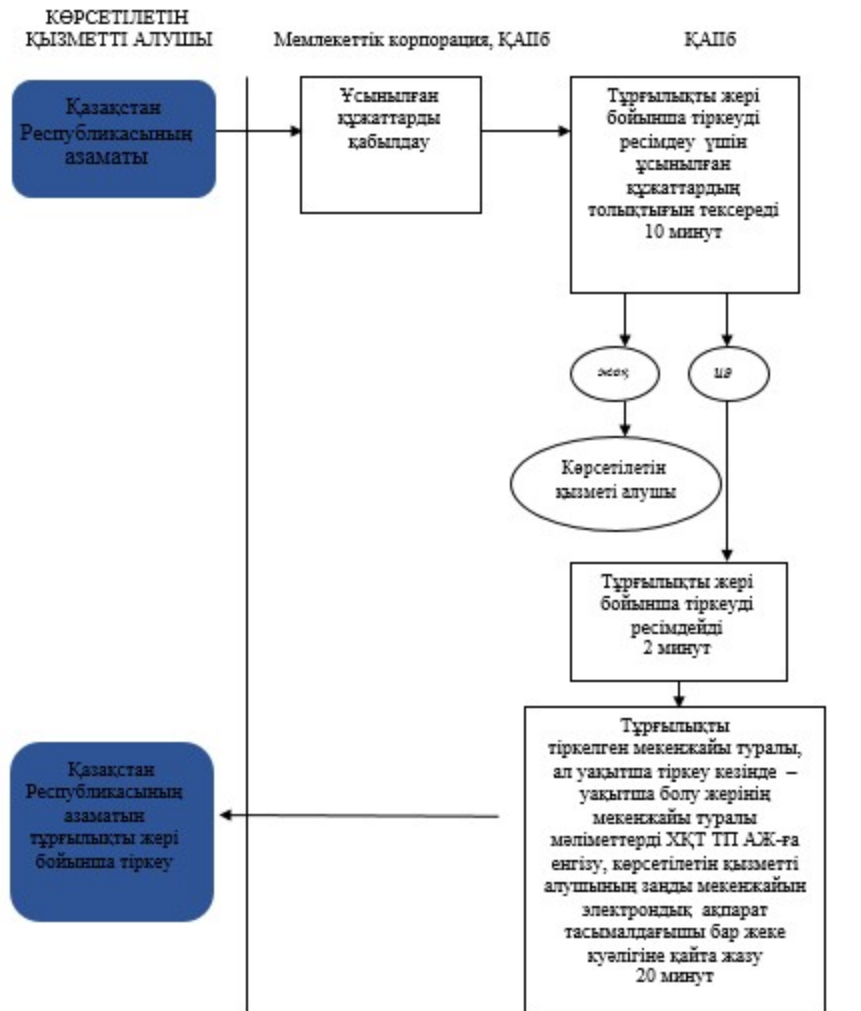 КӨРСЕТІЛЕТІН
ҚЫЗМЕТТІ АЛУШЫ
Мемлекеттік корпорация, ҚАПб
ҚАПб
Қазақстан
Республикасының
азаматы
Ұсынылған
құжаттарды
қабылдау
Тұрғылықты жері
бойынша тіркеуді
ресімдеу үшін
ұсынылған
құжаттардың
толықтығын тексереді
10 минут
жоқ
иә
Көрсетілетін
қызметі алушы
Тұрғылықты жері
бойынша тіркеуді
ресімдейді
2 минут
Тұрғылықты
тіркелген мекенжайы туралы,
ал уақытша тіркеу кезінде –
уақытша болу жерінің
мекенжайы туралы
мәліметтерді ХҚТ ТП АЖ-ға
енгізу, көрсетілетін қызметті
алушының заңды мекенжайын
электрондық ақпарат
тасымалдағышы бар жеке
куәлігіне қайта жазу
20 минут
Қазақстан
Республикасының
азаматын
тұрғылықты жері
бойынша тіркеу